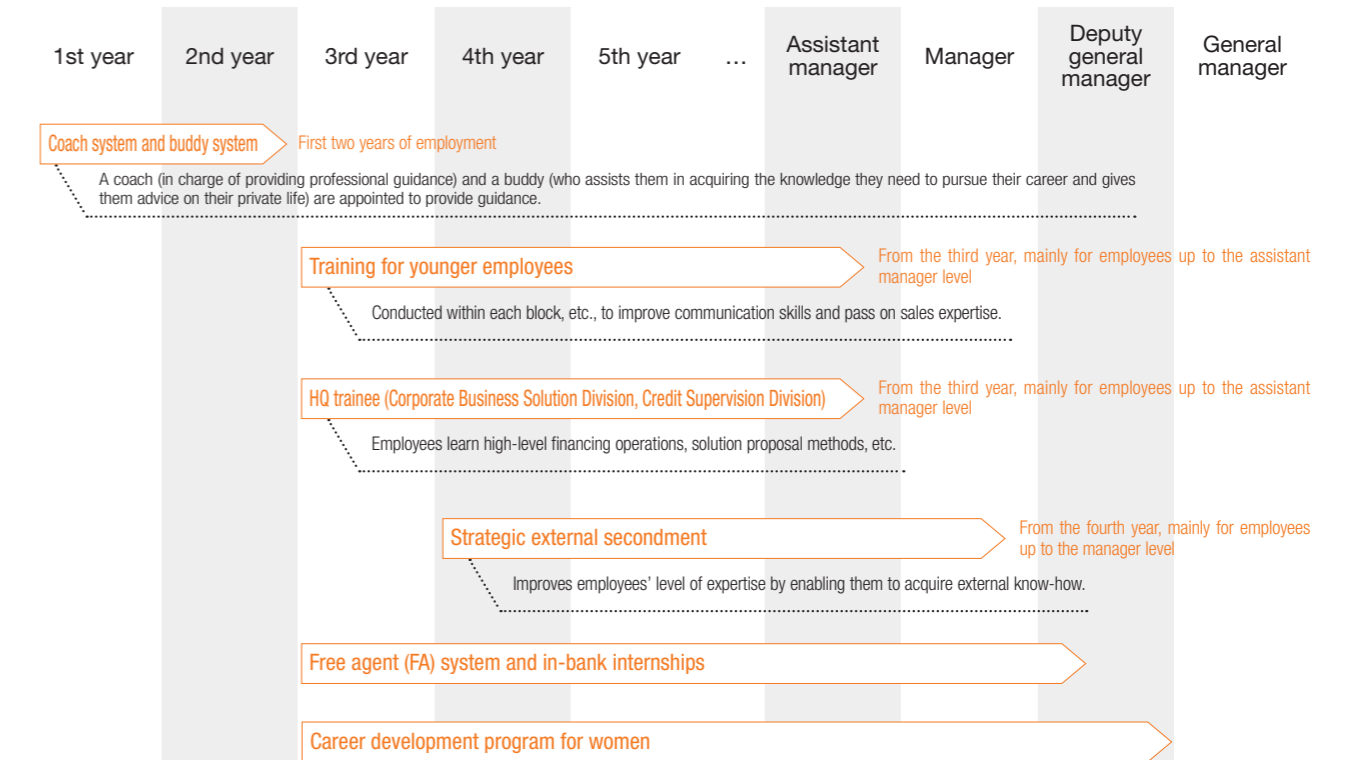 1st year
2nd year
3rd year
4th year
5th year
…
Assistant
manager
Manager
Deputy
general
manager
General
manager
Coach system and buddy system
First two years of employment
A coach (in charge of providing professional guidance) and a buddy (who assists them in acquiring the knowledge they need to pursue their career and gives
them advice on their private life) are appointed to provide guidance.
Training for younger employees
From the third year, mainly for employees up to the assistant
manager level
Conducted within each block, etc., to improve communication skills and pass on sales expertise.
HQ trainee (Corporate Business Solution Division, Credit Supervision Division)
From the third year, mainly for employees up to the assistant
manager level
Employees learn high-level financing operations, solution proposal methods, etc.
Strategic external secondment
From the fourth year, mainly for employees
up to the manager level
Improves employees’ level of expertise by enabling them to acquire external know-how.
Free agent (FA) system and in-bank internships
Career development program for women